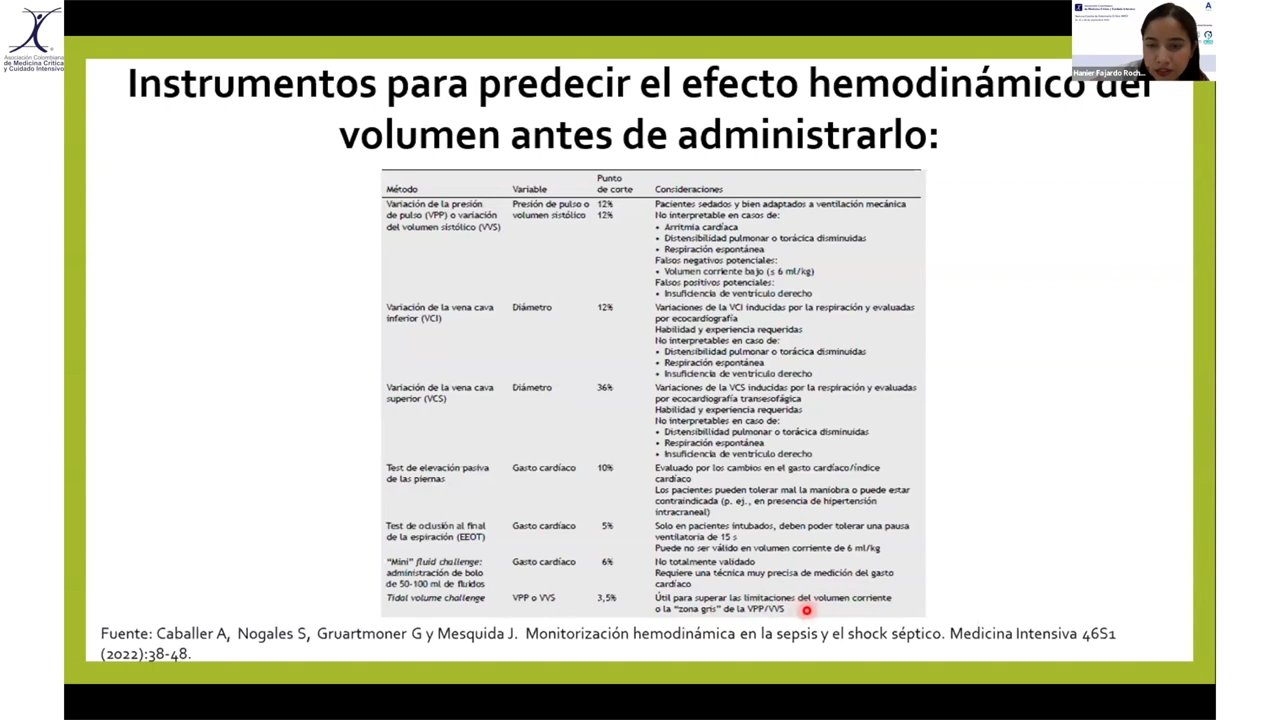 Asociación Colombiana
de Medicina Crítica
y Cuidado Intensivo
Hanier Fajardo Roch...
Instrumentos para predecir el efecto hemodinámico del
volumen antes de administrarlo:
Método Variable Punto de corte Consideraciones
Variación de la presión Presión de pulso o 12% Pacientes sedados y bien adaptados a ventilación mecánica
de pulso (VPP) o variación volumen sistólico 12% No interpretable en casos de:
del volumen sistólico (VVS) • Arritmia cardíaca
• Distensibilidad pulmonar o torácica disminuidas
• Respiración espontánea
Falsos negativos potenciales:
• Volumen corriente bajo (≤ 6 ml/kg)
Falsos positivos potenciales:
• Insuficiencia de ventrículo derecho
Variación de la vena cava Diámetro 12% Variaciones de la VCI inducidas por la respiración y evaluadas
inferior (VCI) por ecocardiografía
Habilidad y experiencia requeridas
No interpretables en caso de:
• Distensibilidad pulmonar o torácica disminuidas
• Respiración espontánea
• Insuficiencia de ventrículo derecho
Variación de la vena cava Diámetro 36% Variaciones de la VCS inducidas por la respiración y evaluadas
superior (VCS) por ecocardiografía transesofágica
Habilidad y experiencia requeridas
No interpretables en caso de:
• Distensibillidad pulmonar o torácica disminuidas
• Respiración espontánea
• Insuficiencia de ventrículo derecho
Test de elevación pasiva Gasto cardíaco 10% Evaluado por los cambios en el gasto cardíaco/índice
de las piernas cardíaco
Los pacientes pueden tolerar mal la maniobra o puede estar
contraindicada (p. ej., en presencia de hipertensión
intracraneal)
Test de oclusión al final Gasto cardíaco 5% Solo en pacientes intubados, deben poder tolerar una pausa
de la espiración (EEOT) ventilatoria de 15 s
Puede no ser válido en volumen corriente de 6 ml/kg
"Mini" fluid challenge: Gasto cardíaco 6% No totalmente validado
administración de bolo Requiere una técnica muy precisa de medición del gasto
de 50-100 ml de fluidos cardíaco
Tidal volume challenge VPP o VVS 3,5% Útil para superar las limitaciones del volumen corriente
o la "zona gris" de la VPP/VVS
Fuente: Caballer A, Nogales S, Gruartmoner G y Mesquida J. Monitorización hemodinámica en la sepsis y el shock séptico. Medicina Intensiva 46S1
(2022):38-48.